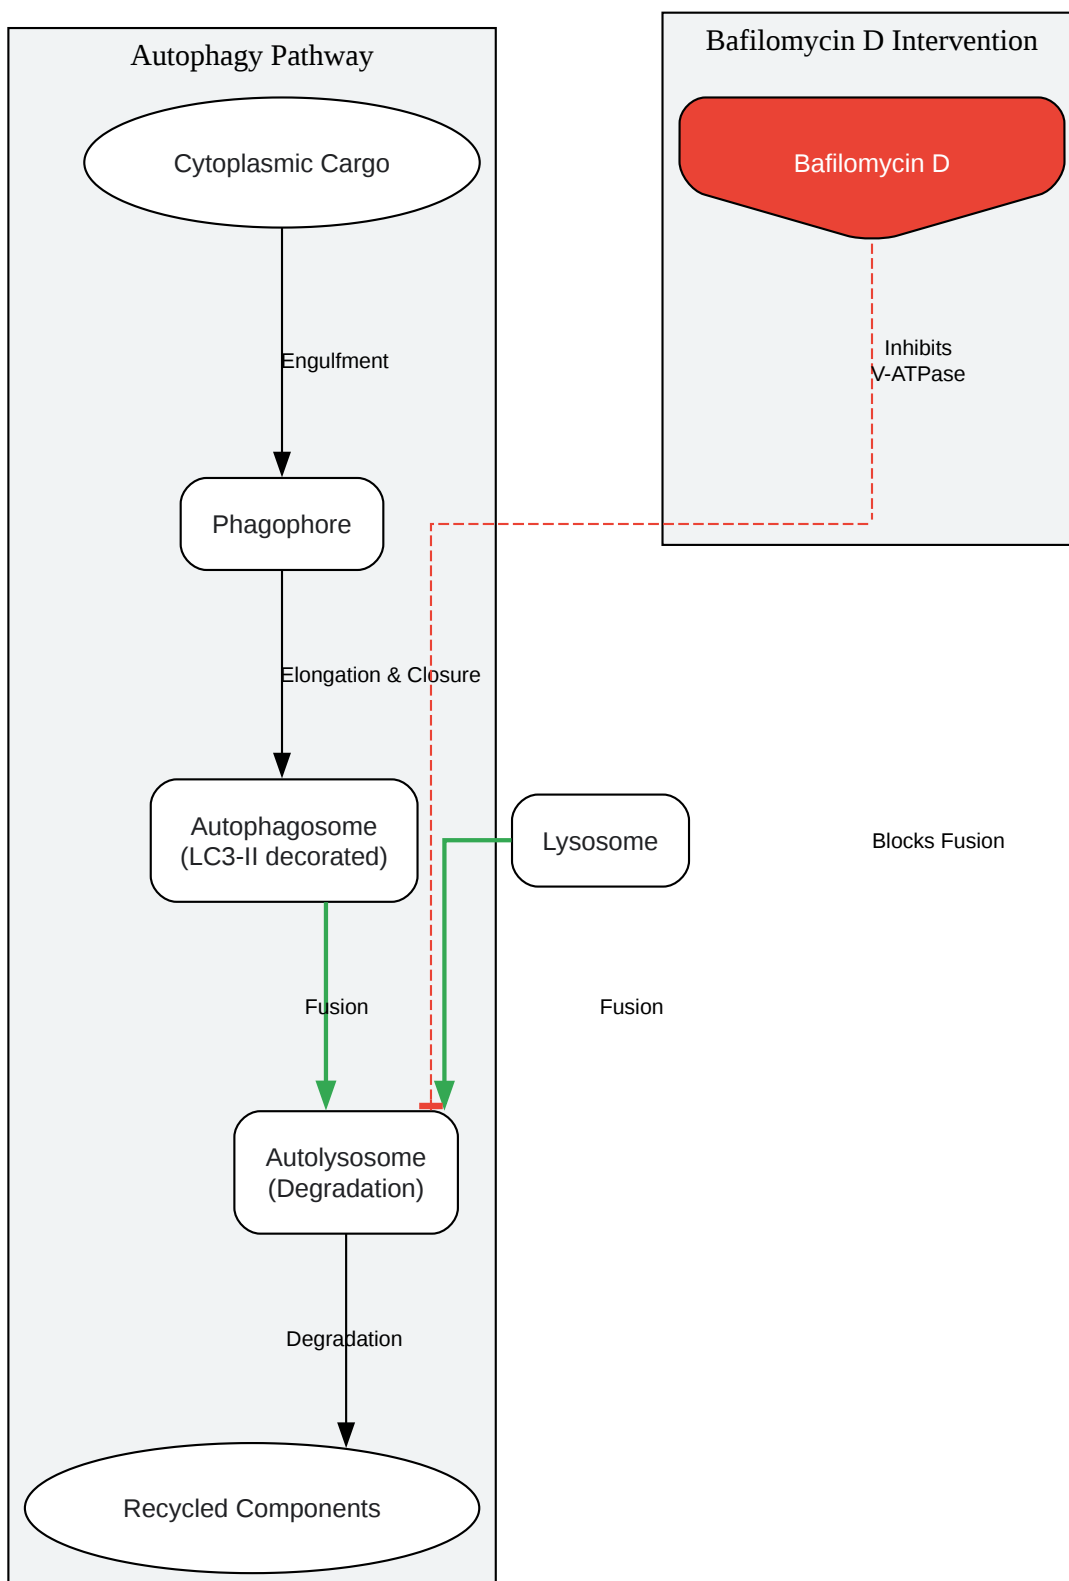 Autophagy Pathway
Bafilomycin D Intervention
Cytoplasmic Cargo
Bafilomycin D
Engulfment
Inhibits
V-ATPase
Phagophore
Elongation & Closure
Autophagosome
(LC3-II decorated)
Lysosome
Blocks Fusion
Fusion
Fusion
Autolysosome
(Degradation)
Degradation
Recycled Components